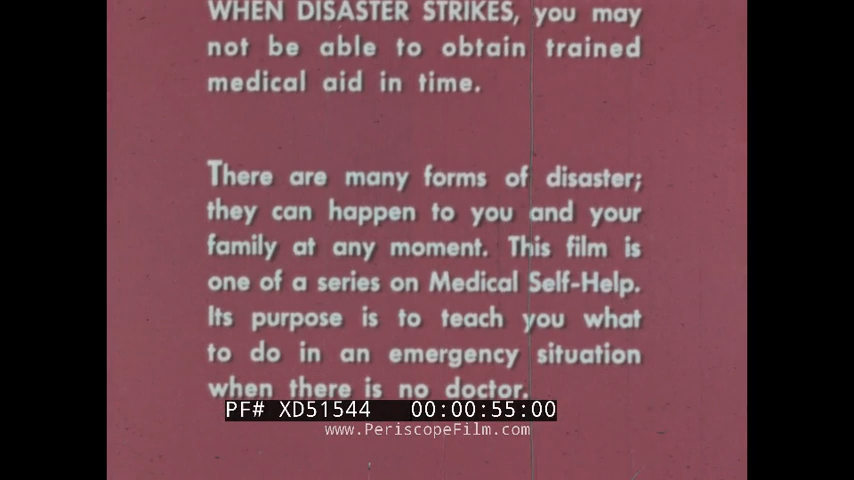 WHEN DISASTER STRIKES, you may
not be able to obtain trained
medical aid in time.
There are many forms of disaster;
they can happen to you and your
family at any moment. This film is
one of a series on Medical Self-Help.
Its purpose is to teach you what
to do in an emergency situation
when there is no doctor.
PF# XD51544 00:00:55:00
www.PeriscopeFilm.com